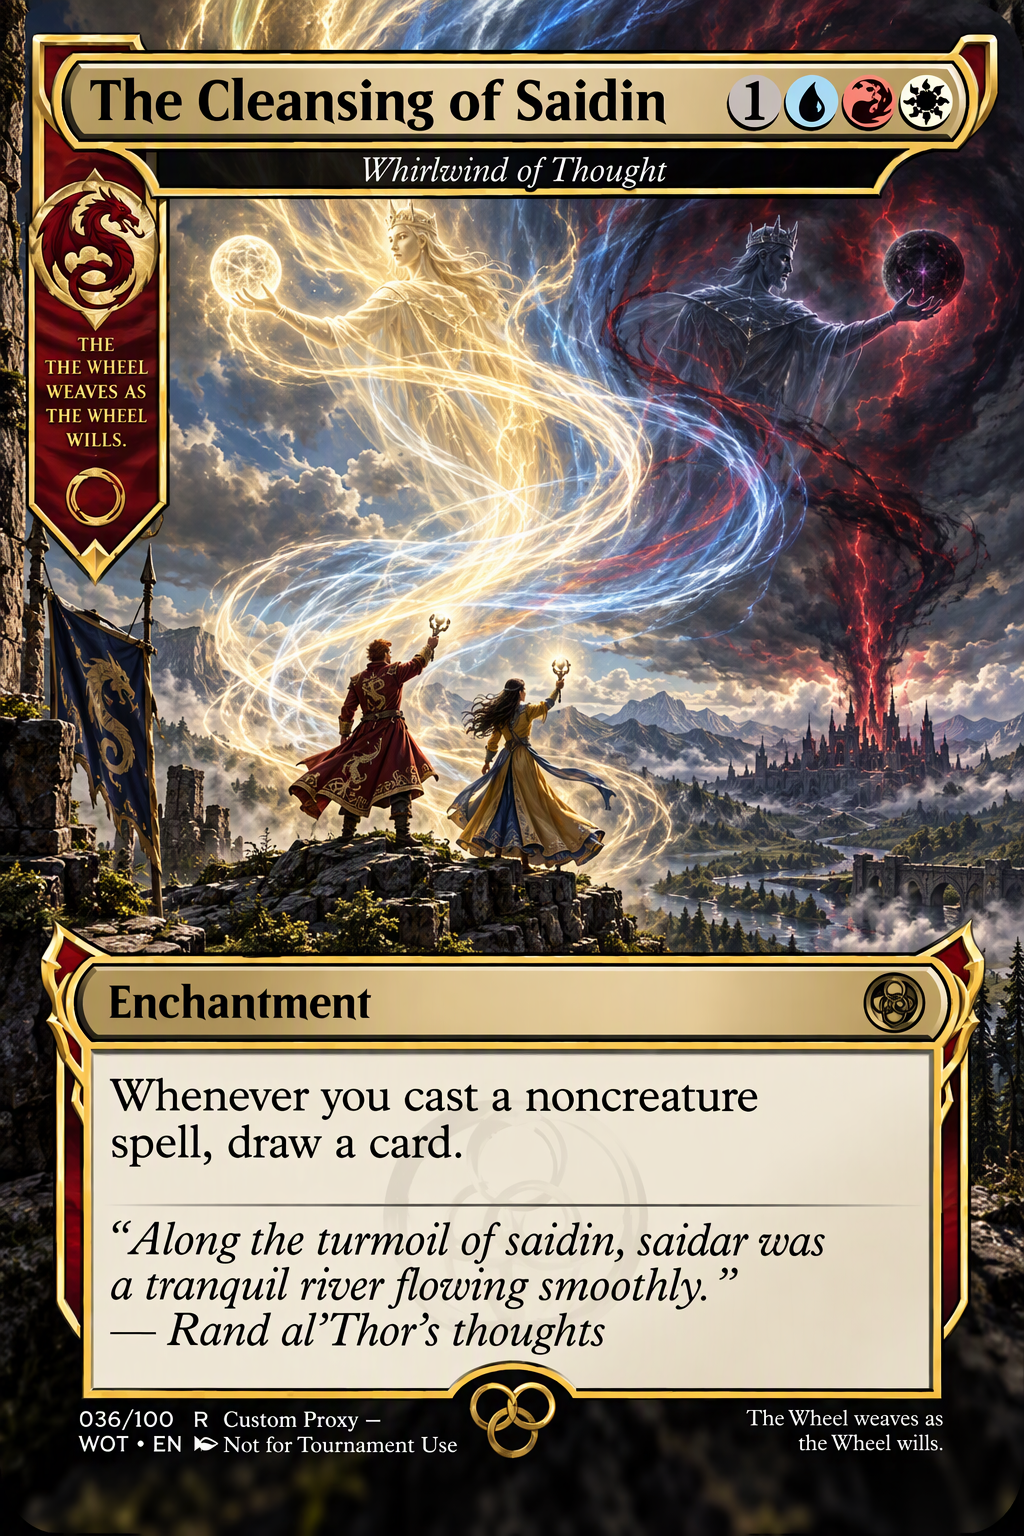 The Cleansing of Saidin 1
Whirlwind of Thought
THE
THE WHEEL
WEAVES AS
THE WHEEL
WILLS.
Enchantment
Whenever you cast a noncreature
spell, draw a card.
“Along the turmoil of saidin, saidar was
a tranquil river flowing smoothly.”
— Rand al’Thor’s thoughts
036/100 R Custom Proxy –
WOT • EN Not for Tournament Use
The Wheel weaves as
the Wheel wills.